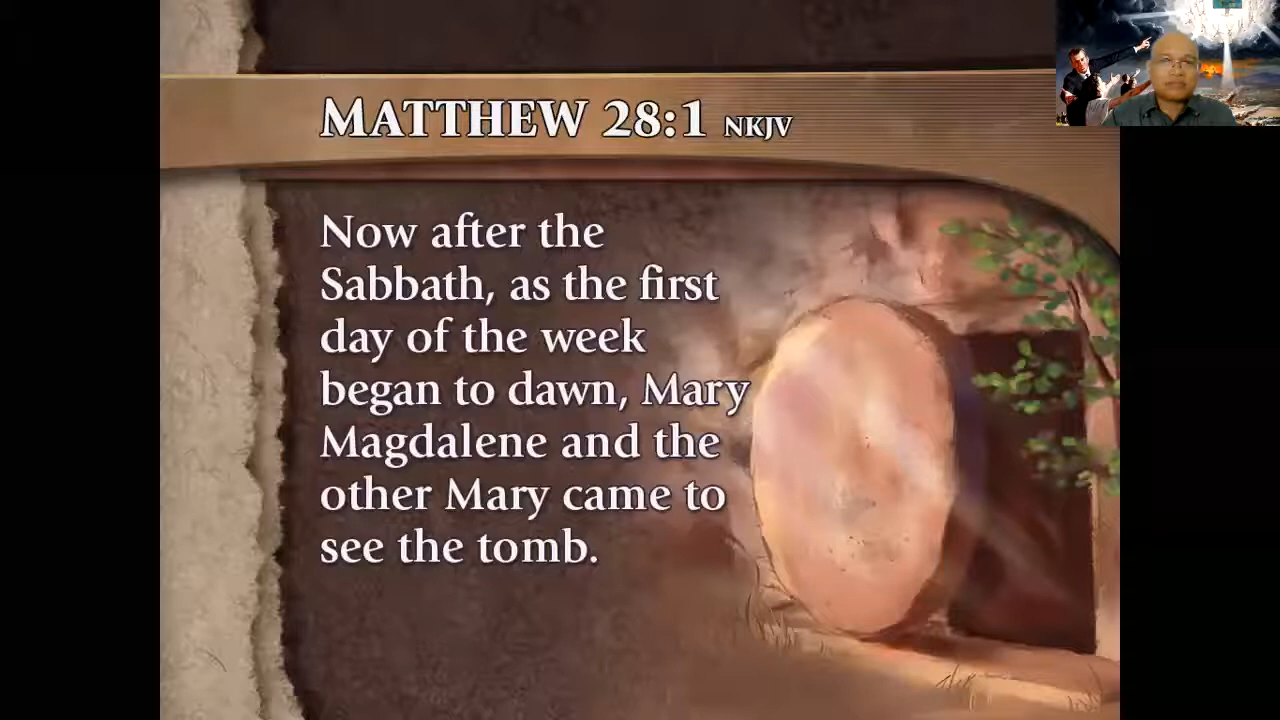 MATTHEW 28:1 NKJV
Now after the
Sabbath, as the first
day of the week
began to dawn, Mary
Magdalene and the
other Mary came to
see the tomb.